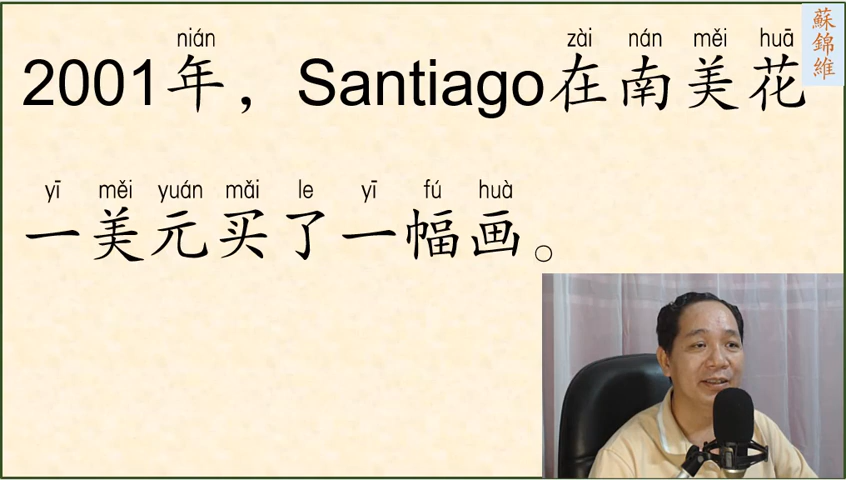 nián zài nán měi huā
2001年，Santiago在南美花
yī měi yuán mǎi le yī fú huà
一美元买了一幅画。
蘇錦維